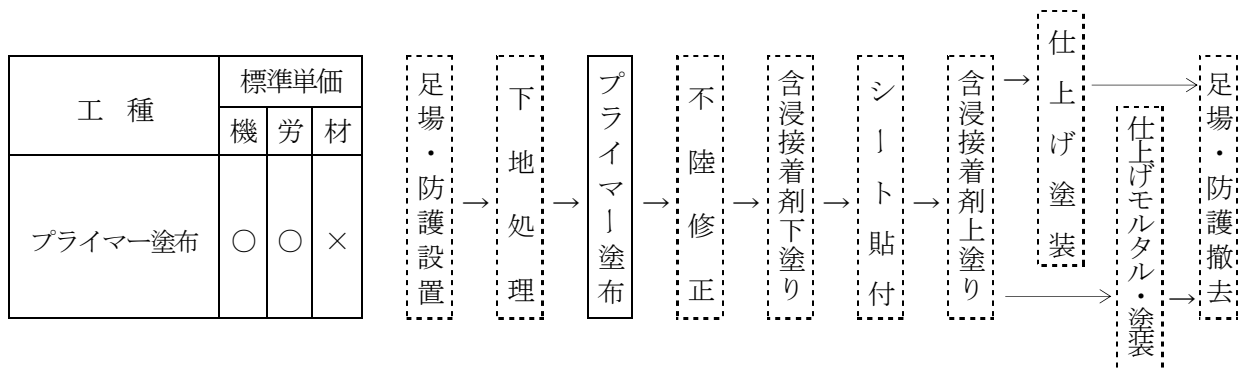 工種
標準単価
機 労 材
プライマー塗布 ○ ○ ×
足場・防護設置
→
下地処理
→
プライマー塗布
→
不陸修正
→
含浸接着剤下塗り
→
シート貼付
→
含浸接着剤上塗り
→
仕上げ塗装
→
仕上げモルタル・塗装
→
足場・防護撤去